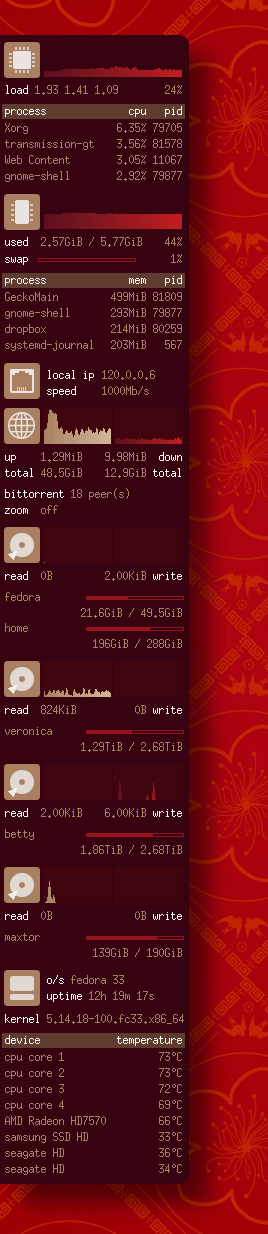 load 1.93 1.41 1.09 24%
process cpu pid
Xorg 6.35% 79705
transmission-gt 3.56% 81578
Web Content 3.05% 11067
gnome-shell 2.92% 79877
used 2.57GiB / 5.77GiB 44%
swap 1%
process mem pid
GeckoMain 499MiB 81809
gnome-shell 293MiB 79877
dropbox 214MiB 80259
systemd-journal 203MiB 567
local ip 120.0.0.6
speed 1000Mb/s
up 1.29MiB 9.98MiB down
total 48.5GiB 12.9GiB total
bittorrent 18 peer(s)
zoom off
read 0B 2.00KiB write
fedora
21.6GiB / 49.5GiB
home
196GiB / 288GiB
read 824KiB 0B write
veronica
1.29TiB / 2.68TiB
read 2.00KiB 6.00KiB write
betty
1.86TiB / 2.68TiB
read 0B 0B write
maxtor
139GiB / 190GiB
o/s fedora 33
uptime 12h 19m 17s
kernel 5.14.18-100.fc33.x86_64
device temperature
cpu core 1 73°C
cpu core 2 73°C
cpu core 3 72°C
cpu core 4 69°C
AMD Radeon HD7570 66°C
samsung SSD HD 33°C
seagate HD 36°C
seagate HD 34°C